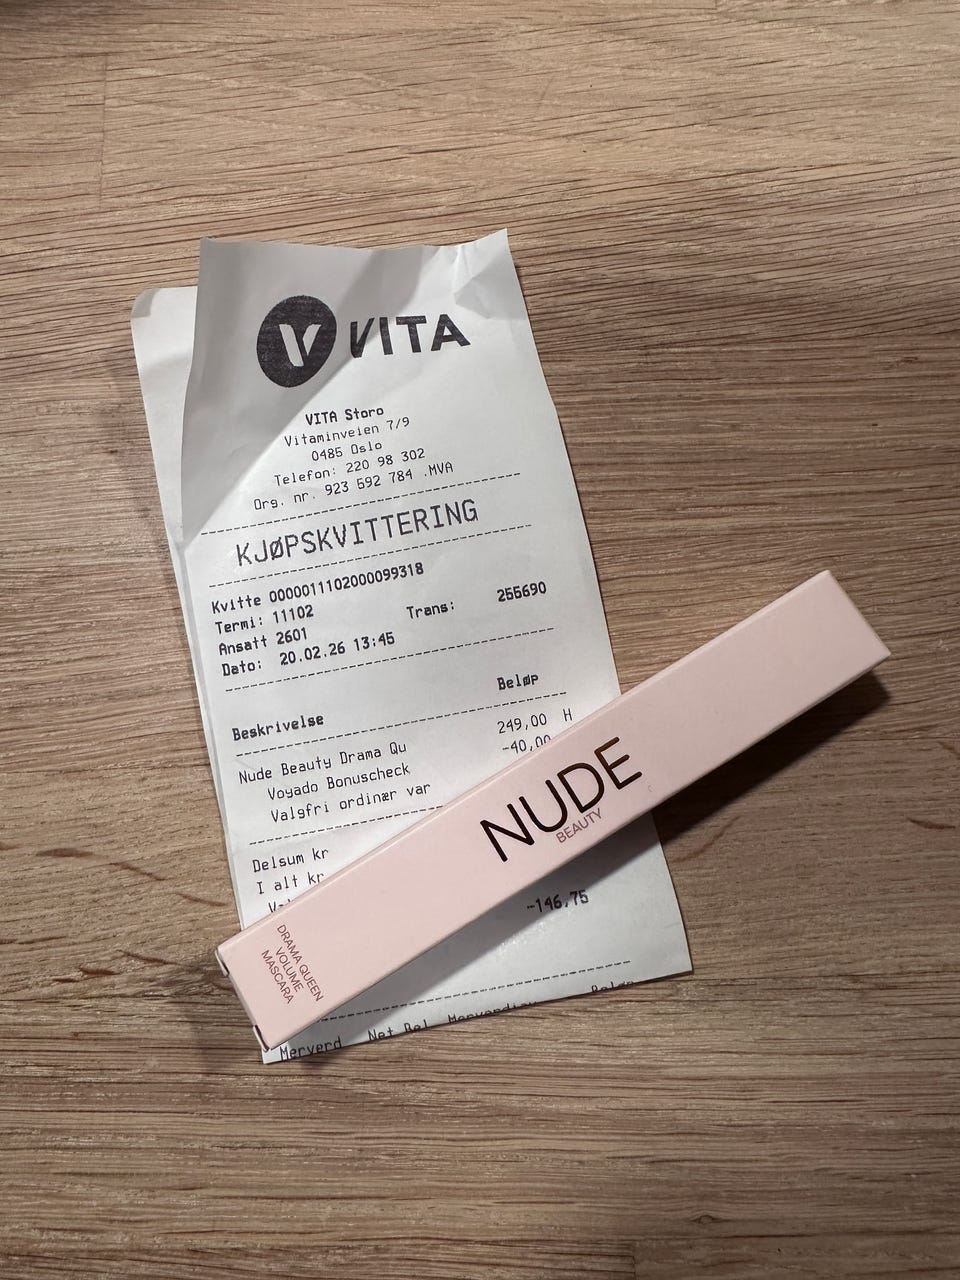 VITA
VITA Storo
Vitaminveien 7/9
0485 Oslo
Telefon: 220 98 302
Org. nr. 923 592 784 .MVA
KJØPSKVITTERING
Kvitte 0000011102000099318
Termi: 11102 Trans: 255690
Ansatt 2601
Dato: 20.02.26 13:45
Beskrivelse Beløp
Nude Beauty Drama Qu 249,00 H
Voyado Bonuscheck -40,00
Valgfri ordinær var
Delsum kr
I alt kr
-146,75
Merverd Net Bel
NUDE
BEAUTY
DRAMA QUEEN
VOLUME
MASCARA